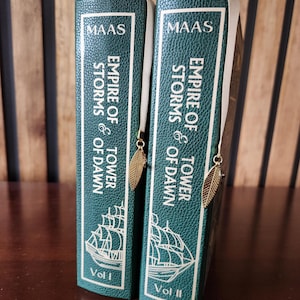 MAAS
EMPIRE OF
STORMS
&
TOWER
OF DAWN
Vol I
MAAS
EMPIRE OF
STORMS
&
TOWER
OF DAWN
Vol II